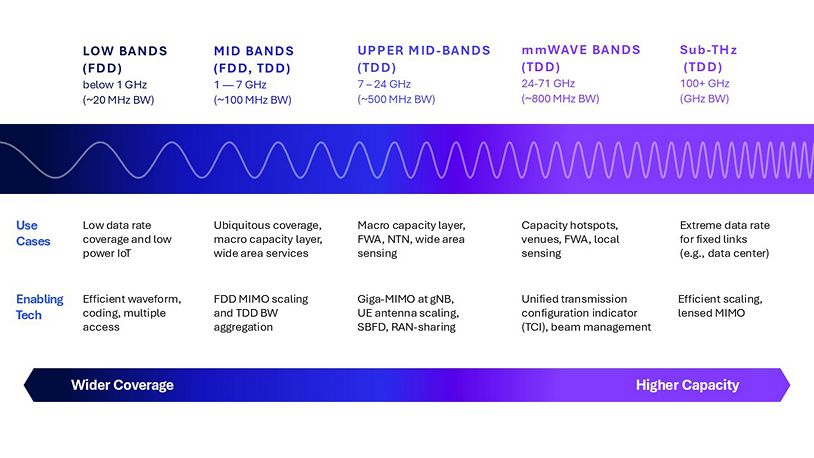 LOW BANDS
(FDD)
below 1 GHz
(~20 MHz BW)
MID BANDS
(FDD, TDD)
1 — 7 GHz
(~100 MHz BW)
UPPER MID-BANDS
(TDD)
7 – 24 GHz
(~500 MHz BW)
mmWAVE BANDS
(TDD)
24-71 GHz
(~800 MHz BW)
Sub-THz
(TDD)
100+ GHz
(GHz BW)
Use
Cases
Low data rate
coverage and low
power IoT
Ubiquitous coverage,
macro capacity layer,
wide area services
Macro capacity layer,
FWA, NTN, wide area
sensing
Capacity hotspots,
venues, FWA, local
sensing
Extreme data rate
for fixed links
(e.g., data center)
Enabling
Tech
Efficient waveform,
coding, multiple
access
FDD MIMO scaling
and TDD BW
aggregation
Giga-MIMO at gNB,
UE antenna scaling,
SBFD, RAN-sharing
Unified transmission
configuration indicator
(TCI), beam management
Efficient scaling,
lensed MIMO
Wider Coverage
Higher Capacity